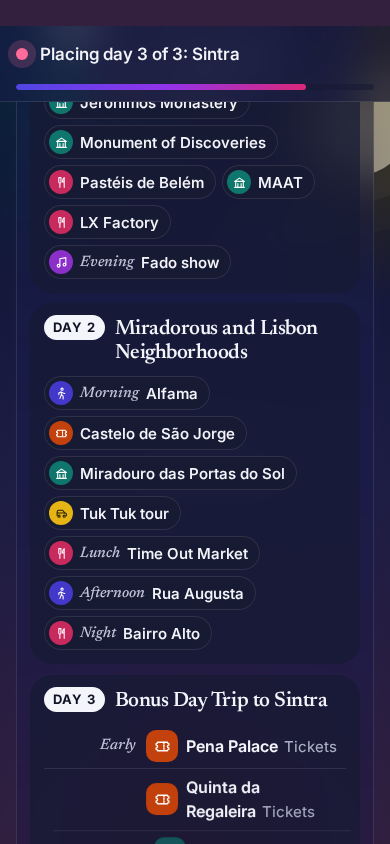 Placing day 3 of 3: Sintra
Jerónimos Monastery
Monument of Discoveries
Pastéis de Belém MAAT
LX Factory
Evening Fado show
DAY 2 Miradorous and Lisbon
Neighborhoods
Morning Alfama
Castelo de São Jorge
Miradouro das Portas do Sol
Tuk Tuk tour
Lunch Time Out Market
Afternoon Rua Augusta
Night Bairro Alto
DAY 3 Bonus Day Trip to Sintra
Early Pena Palace Tickets
Quinta da
Regaleira Tickets